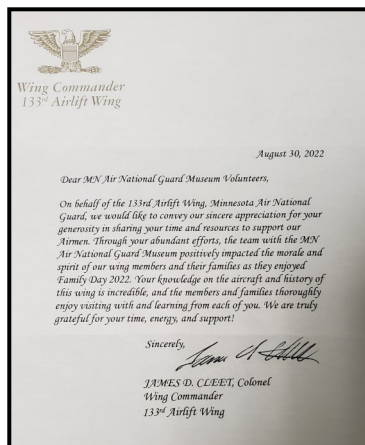 Wing Commander
133rd Airlift Wing
August 30, 2022
Dear MN Air National Guard Museum Volunteers,
On behalf of the 133rd Airlift Wing, Minnesota Air National
Guard, we would like to convey our sincere appreciation for your
generosity in sharing your time and resources to support our
Airmen. Through your abundant efforts, the team with the MN
Air National Guard Museum positively impacted the morale and
spirit of our wing members and their families as they enjoyed
Family Day 2022. Your knowledge on the aircraft and history of
this wing is incredible, and the members and families thoroughly
enjoy visiting with and learning from each of you. We are truly
grateful for your time, energy, and support!
Sincerely,
JAMES D. CLEET, Colonel
Wing Commander
133rd Airlift Wing